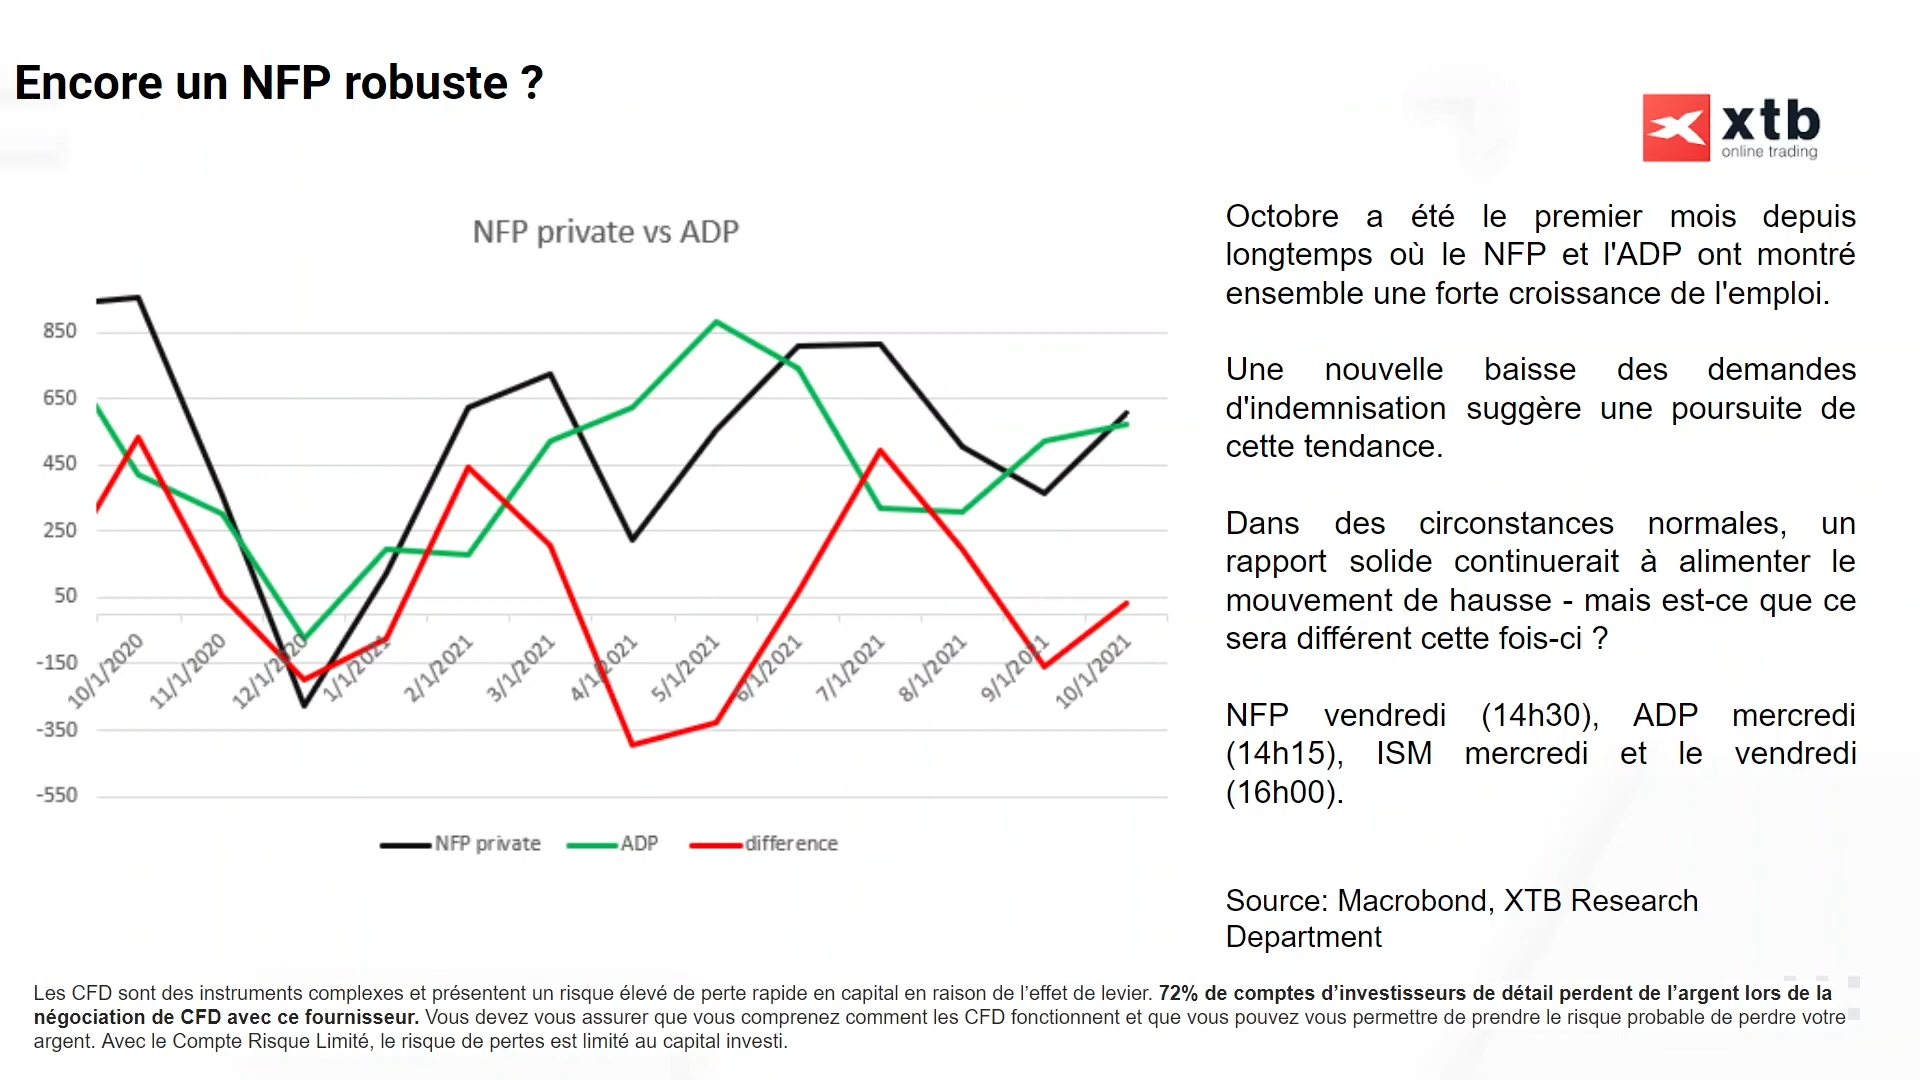 Encore un NFP robuste ?
xtb
online trading
NFP private vs ADP
850
650
450
250
50
-150
-350
-550
10/1/2020
11/1/2020
12/1/2020
1/1/2021
2/1/2021
3/1/2021
4/1/2021
5/1/2021
6/1/2021
7/1/2021
8/1/2021
9/1/2021
10/1/2021
NFP private ADP difference
Octobre a été le premier mois depuis
longtemps où le NFP et l'ADP ont montré
ensemble une forte croissance de l'emploi.
Une nouvelle baisse des demandes
d'indemnisation suggère une poursuite de
cette tendance.
Dans des circonstances normales, un
rapport solide continuerait à alimenter le
mouvement de hausse - mais est-ce que ce
sera différent cette fois-ci ?
NFP vendredi (14h30), ADP mercredi
(14h15), ISM mercredi et le vendredi
(16h00).
Source: Macrobond, XTB Research
Department
Les CFD sont des instruments complexes et présentent un risque élevé de perte rapide en capital en raison de l’effet de levier. 72% de comptes d’investisseurs de détail perdent de l’argent lors de la
négociation de CFD avec ce fournisseur. Vous devez vous assurer que vous comprenez comment les CFD fonctionnent et que vous pouvez vous permettre de prendre le risque probable de perdre votre
argent. Avec le Compte Risque Limité, le risque de pertes est limité au capital investi.